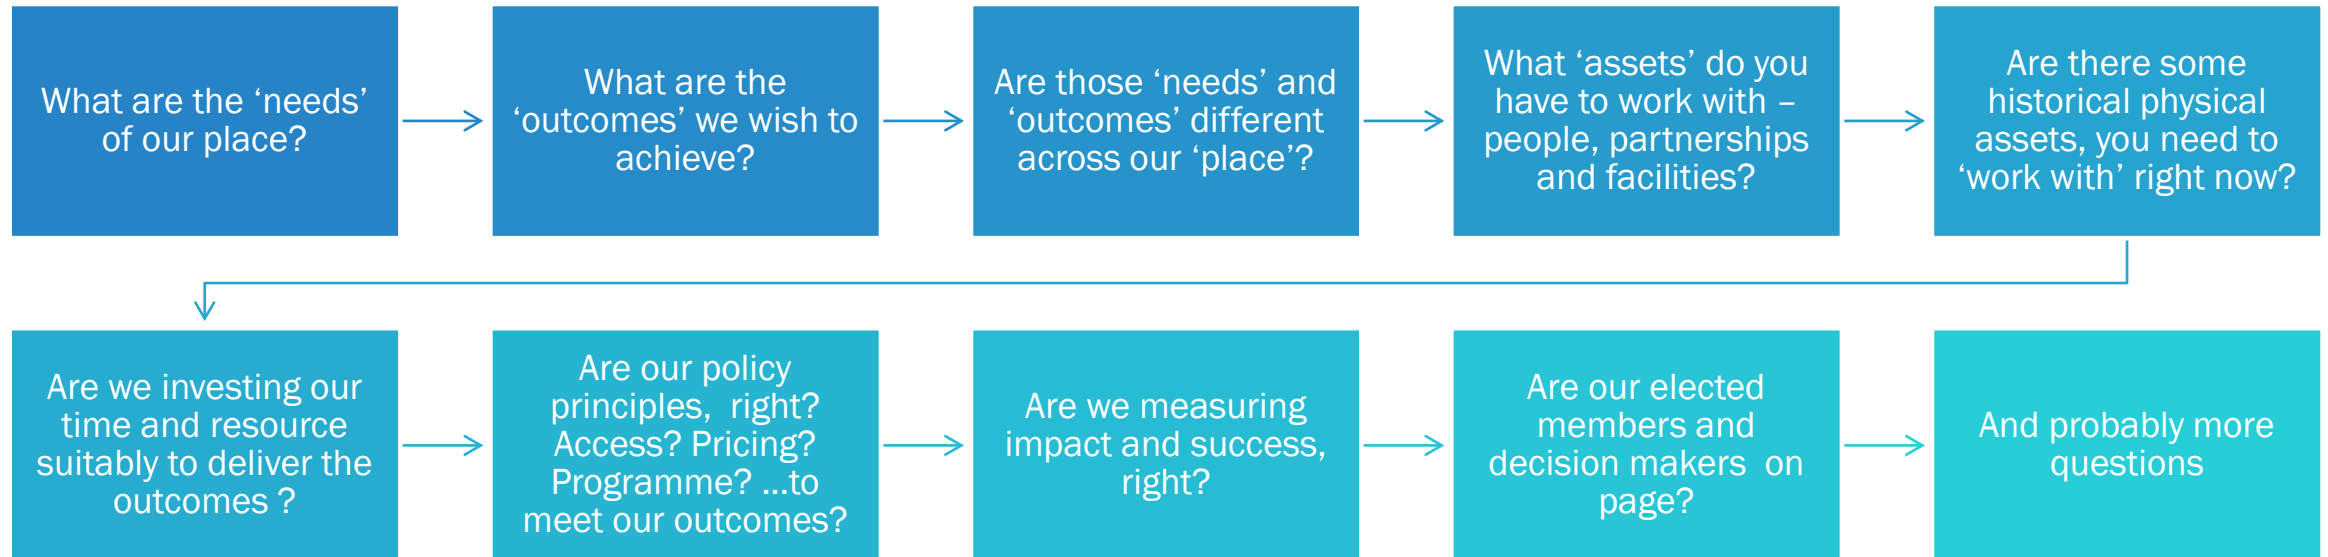 What are the ‘needs’
of our place?
What are the
‘outcomes’ we wish to
achieve?
Are those ‘needs’ and
‘outcomes’ different
across our ‘place’?
What ‘assets’ do you
have to work with –
people, partnerships
and facilities?
Are there some
historical physical
assets, you need to
‘work with’ right now?
Are we investing our
time and resource
suitably to deliver the
outcomes ?
Are our policy
principles,  right?
Access? Pricing?
Programme? …to
meet our outcomes?
Are we measuring
impact and success,
right?
Are our elected
members and
decision makers  on
page?
And probably more
questions